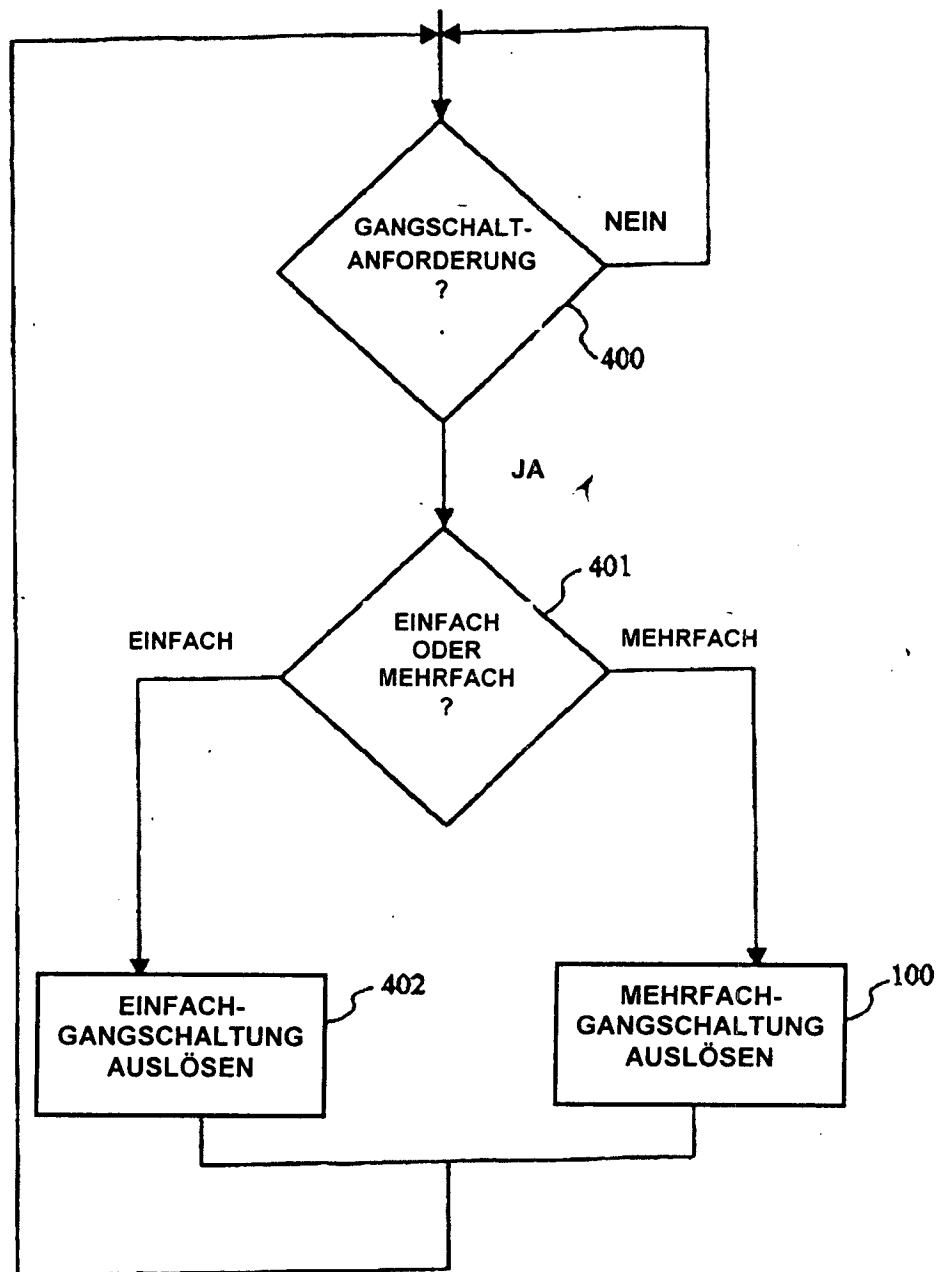 GANGSCHALT-
ANFORDERUNG
?
NEIN
400
JA
401
EINFACH
EINFACH
ODER
MEHRFACH
?
MEHRFACH
EINFACH-
GANGSCHALTUNG
AUSLÖSEN
402
MEHRFACH-
GANGSCHALTUNG
AUSLÖSEN
100